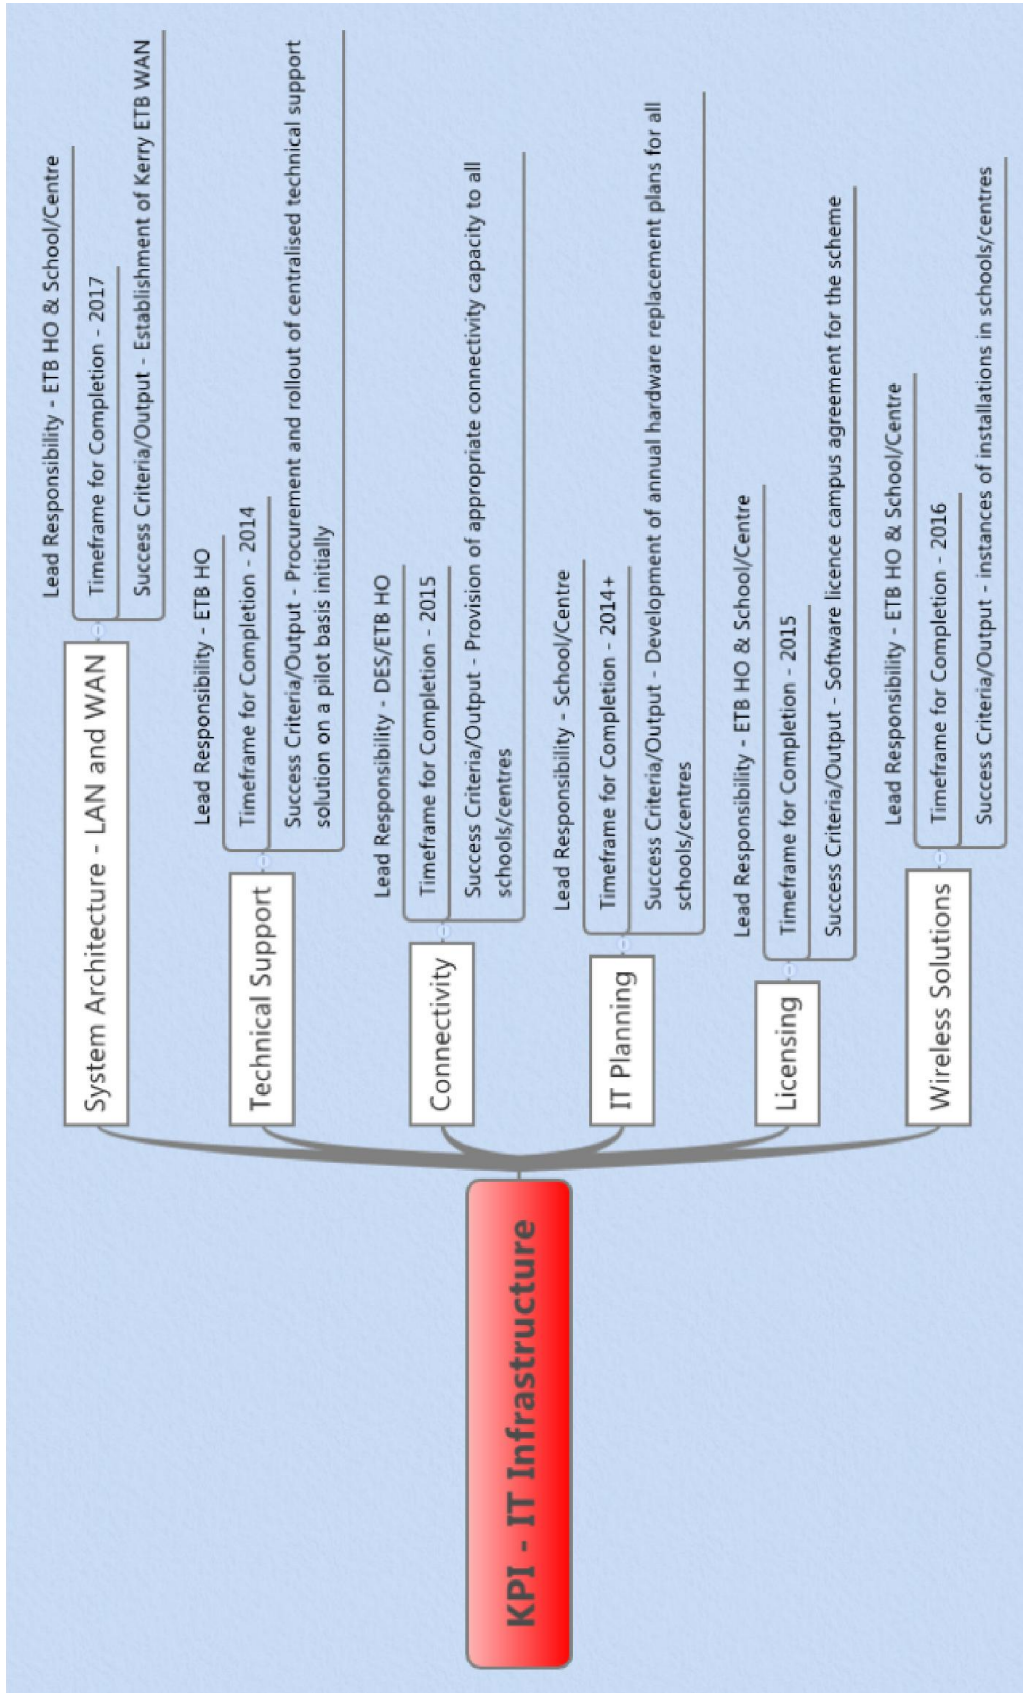 KPI - IT Infrastructure
System Architecture - LAN and WAN
Lead Responsibility - ETB HO & School/Centre
Timeframe for Completion - 2017
Success Criteria/Output - Establishment of Kerry ETB WAN
Technical Support
Lead Responsibility - ETB HO
Timeframe for Completion - 2014
Success Criteria/Output - Procurement and rollout of centralised technical support
solution on a pilot basis initially
Connectivity
Lead Responsibility - DES/ETB HO
Timeframe for Completion - 2015
Success Criteria/Output - Provision of appropriate connectivity capacity to all
schools/centres
IT Planning
Lead Responsibility - School/Centre
Timeframe for Completion - 2014+
Success Criteria/Output - Development of annual hardware replacement plans for all
schools/centres
Licensing
Lead Responsibility - ETB HO & School/Centre
Timeframe for Completion - 2015
Success Criteria/Output - Software licence campus agreement for the scheme
Wireless Solutions
Lead Responsibility - ETB HO & School/Centre
Timeframe for Completion - 2016
Success Criteria/Output - instances of installations in schools/centres